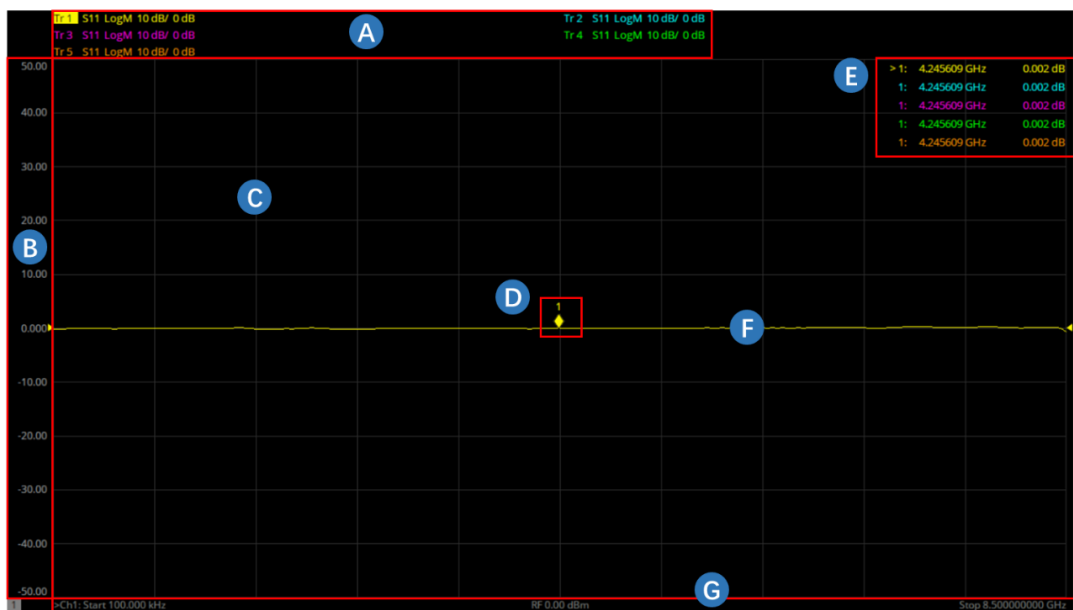 Tr 1 S11 LogM 10 dB/ 0 dB
Tr 2 S11 LogM 10 dB/ 0 dB
Tr 3 S11 LogM 10 dB/ 0 dB
Tr 4 S11 LogM 10 dB/ 0 dB
Tr 5 S11 LogM 10 dB/ 0 dB
A
E
> 1: 4.245609 GHz 0.002 dB
1: 4.245609 GHz 0.002 dB
1: 4.245609 GHz 0.002 dB
1: 4.245609 GHz 0.002 dB
1: 4.245609 GHz 0.002 dB
50.00
40.00
30.00
C
20.00
B
10.00
D
1
0.000
F
-10.00
-20.00
-30.00
-40.00
-50.00
G
1 >Ch1: Start 100.000 kHz
RF 0.00 dBm
Stop 8.500000000 GHz